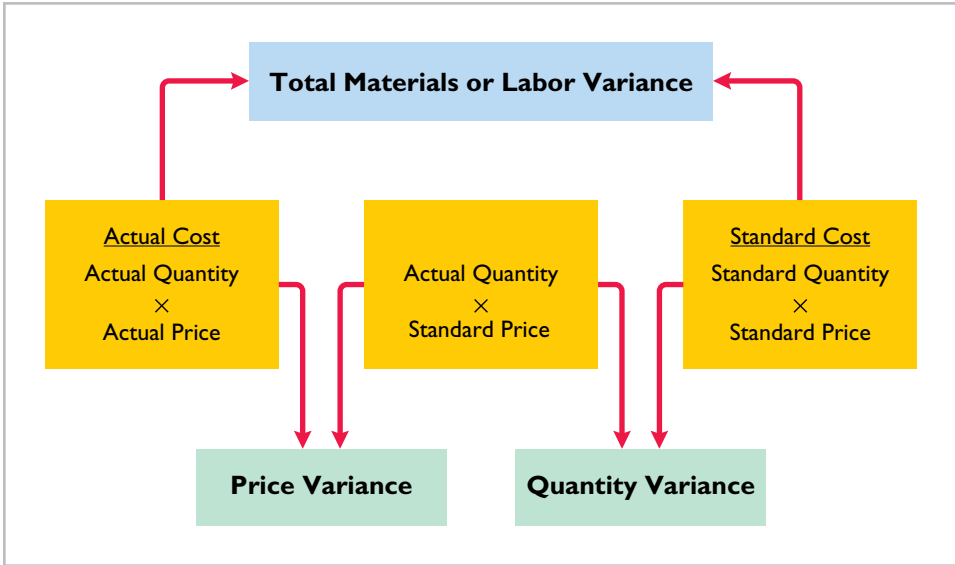 Total Materials or Labor Variance
Actual Cost
Actual Quantity
×
Actual Price
Actual Quantity
×
Standard Price
Standard Cost
Standard Quantity
×
Standard Price
Price Variance
Quantity Variance